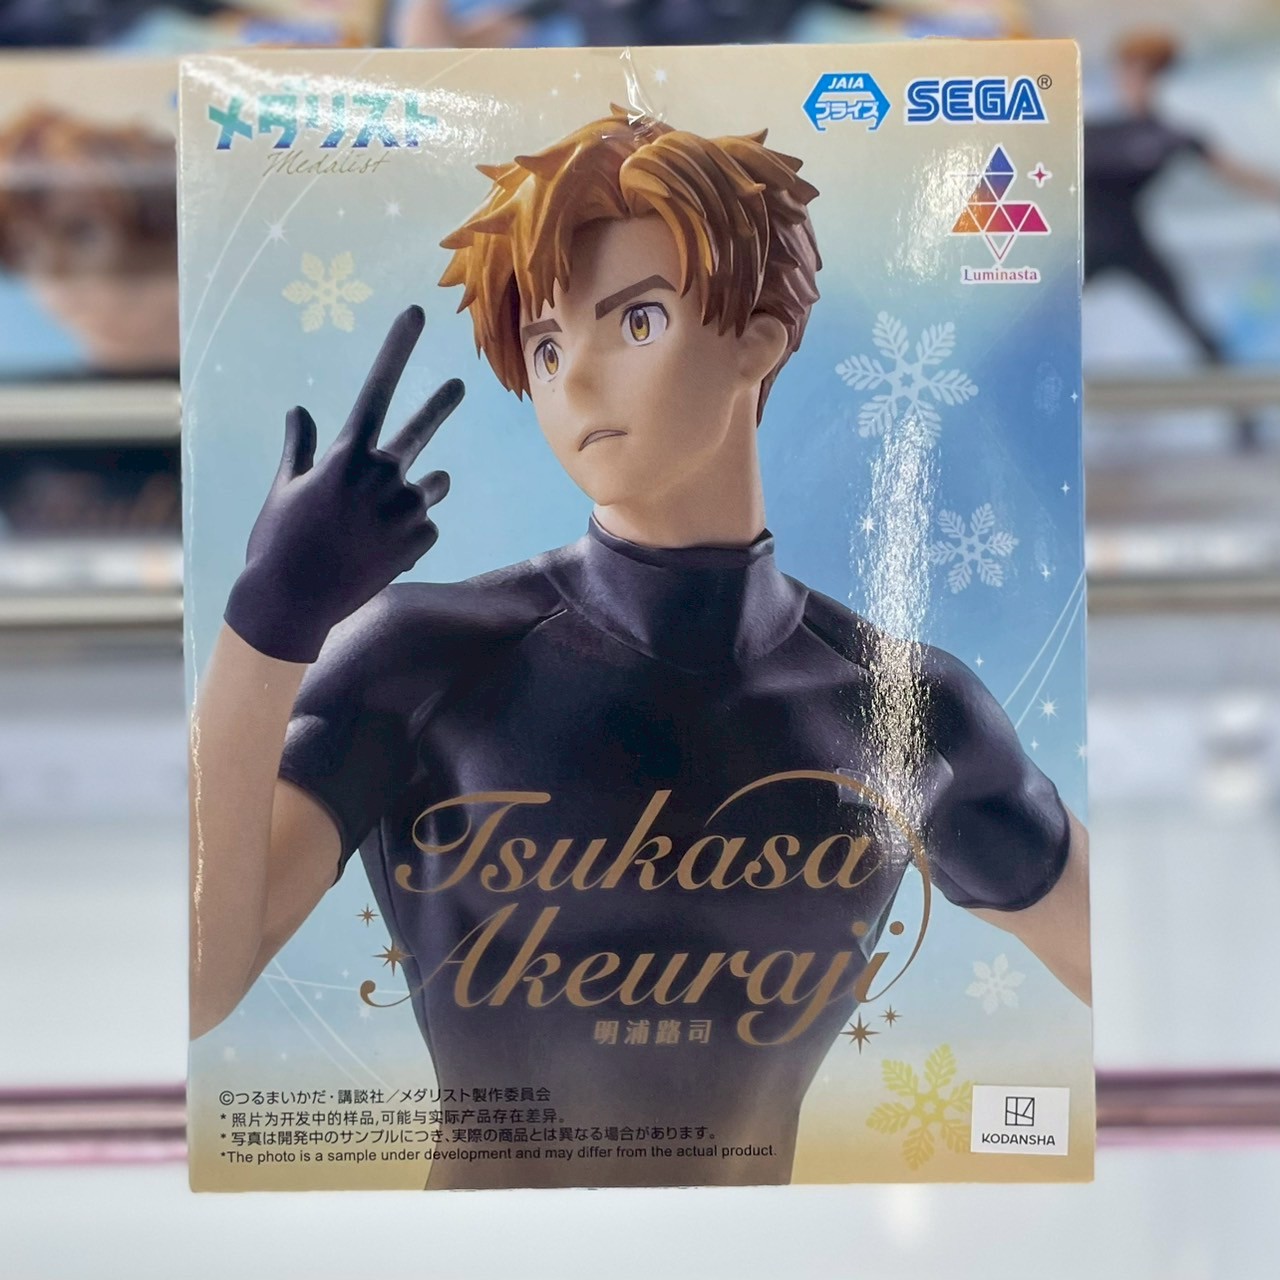 メダリスト
Medalist
JAIA
プライズ
SEGA®
Luminasta
Tsukasa
Akeuraji
明浦路司
©つるまいかだ・講談社／メダリスト製作委員会
* 照片为开发中的样品,可能与实际产品存在差异。
* 写真は開発中のサンプルにつき、実際の商品とは異なる場合があります。
*The photo is a sample under development and may differ from the actual product.
KODANSHA